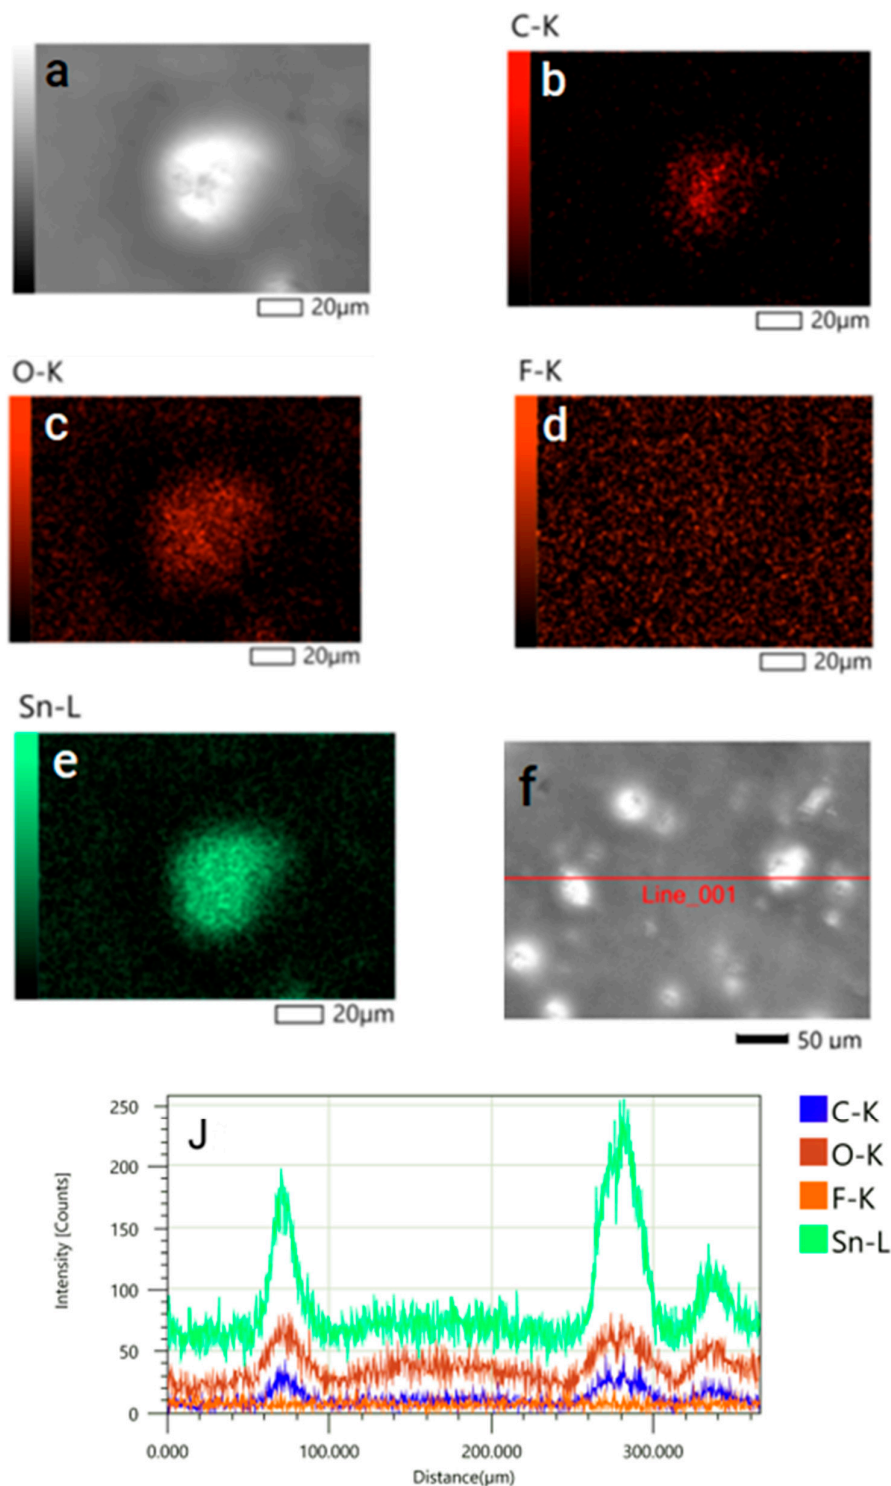 C-K
a
b
20µm
20µm
O-K
F-K
c
d
20µm
20µm
Sn-L
e
f
Line_001
20µm
50 µm
J
250
200
150
100
50
0
Intensity [Counts]
0.000
100.000
200.000
300.000
Distance(µm)
C-K
O-K
F-K
Sn-L